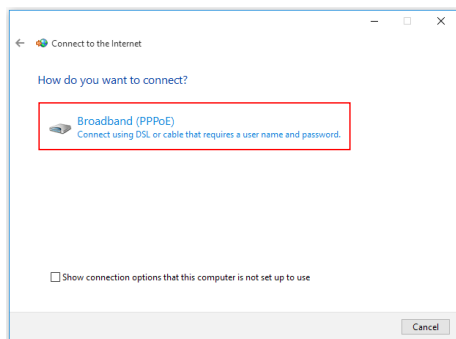 Connect to the Internet
How do you want to connect?
Broadband (PPPoE)
Connect using DSL or cable that requires a user name and password.
Show connection options that this computer is not set up to use
Cancel